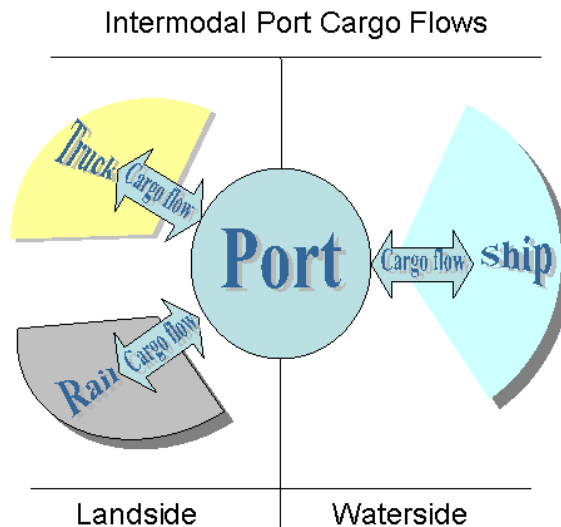 Intermodal Port Cargo Flows
Truck
Cargo flow
Port
Cargo flow
ship
Cargo flow
Rail
Landside
Waterside